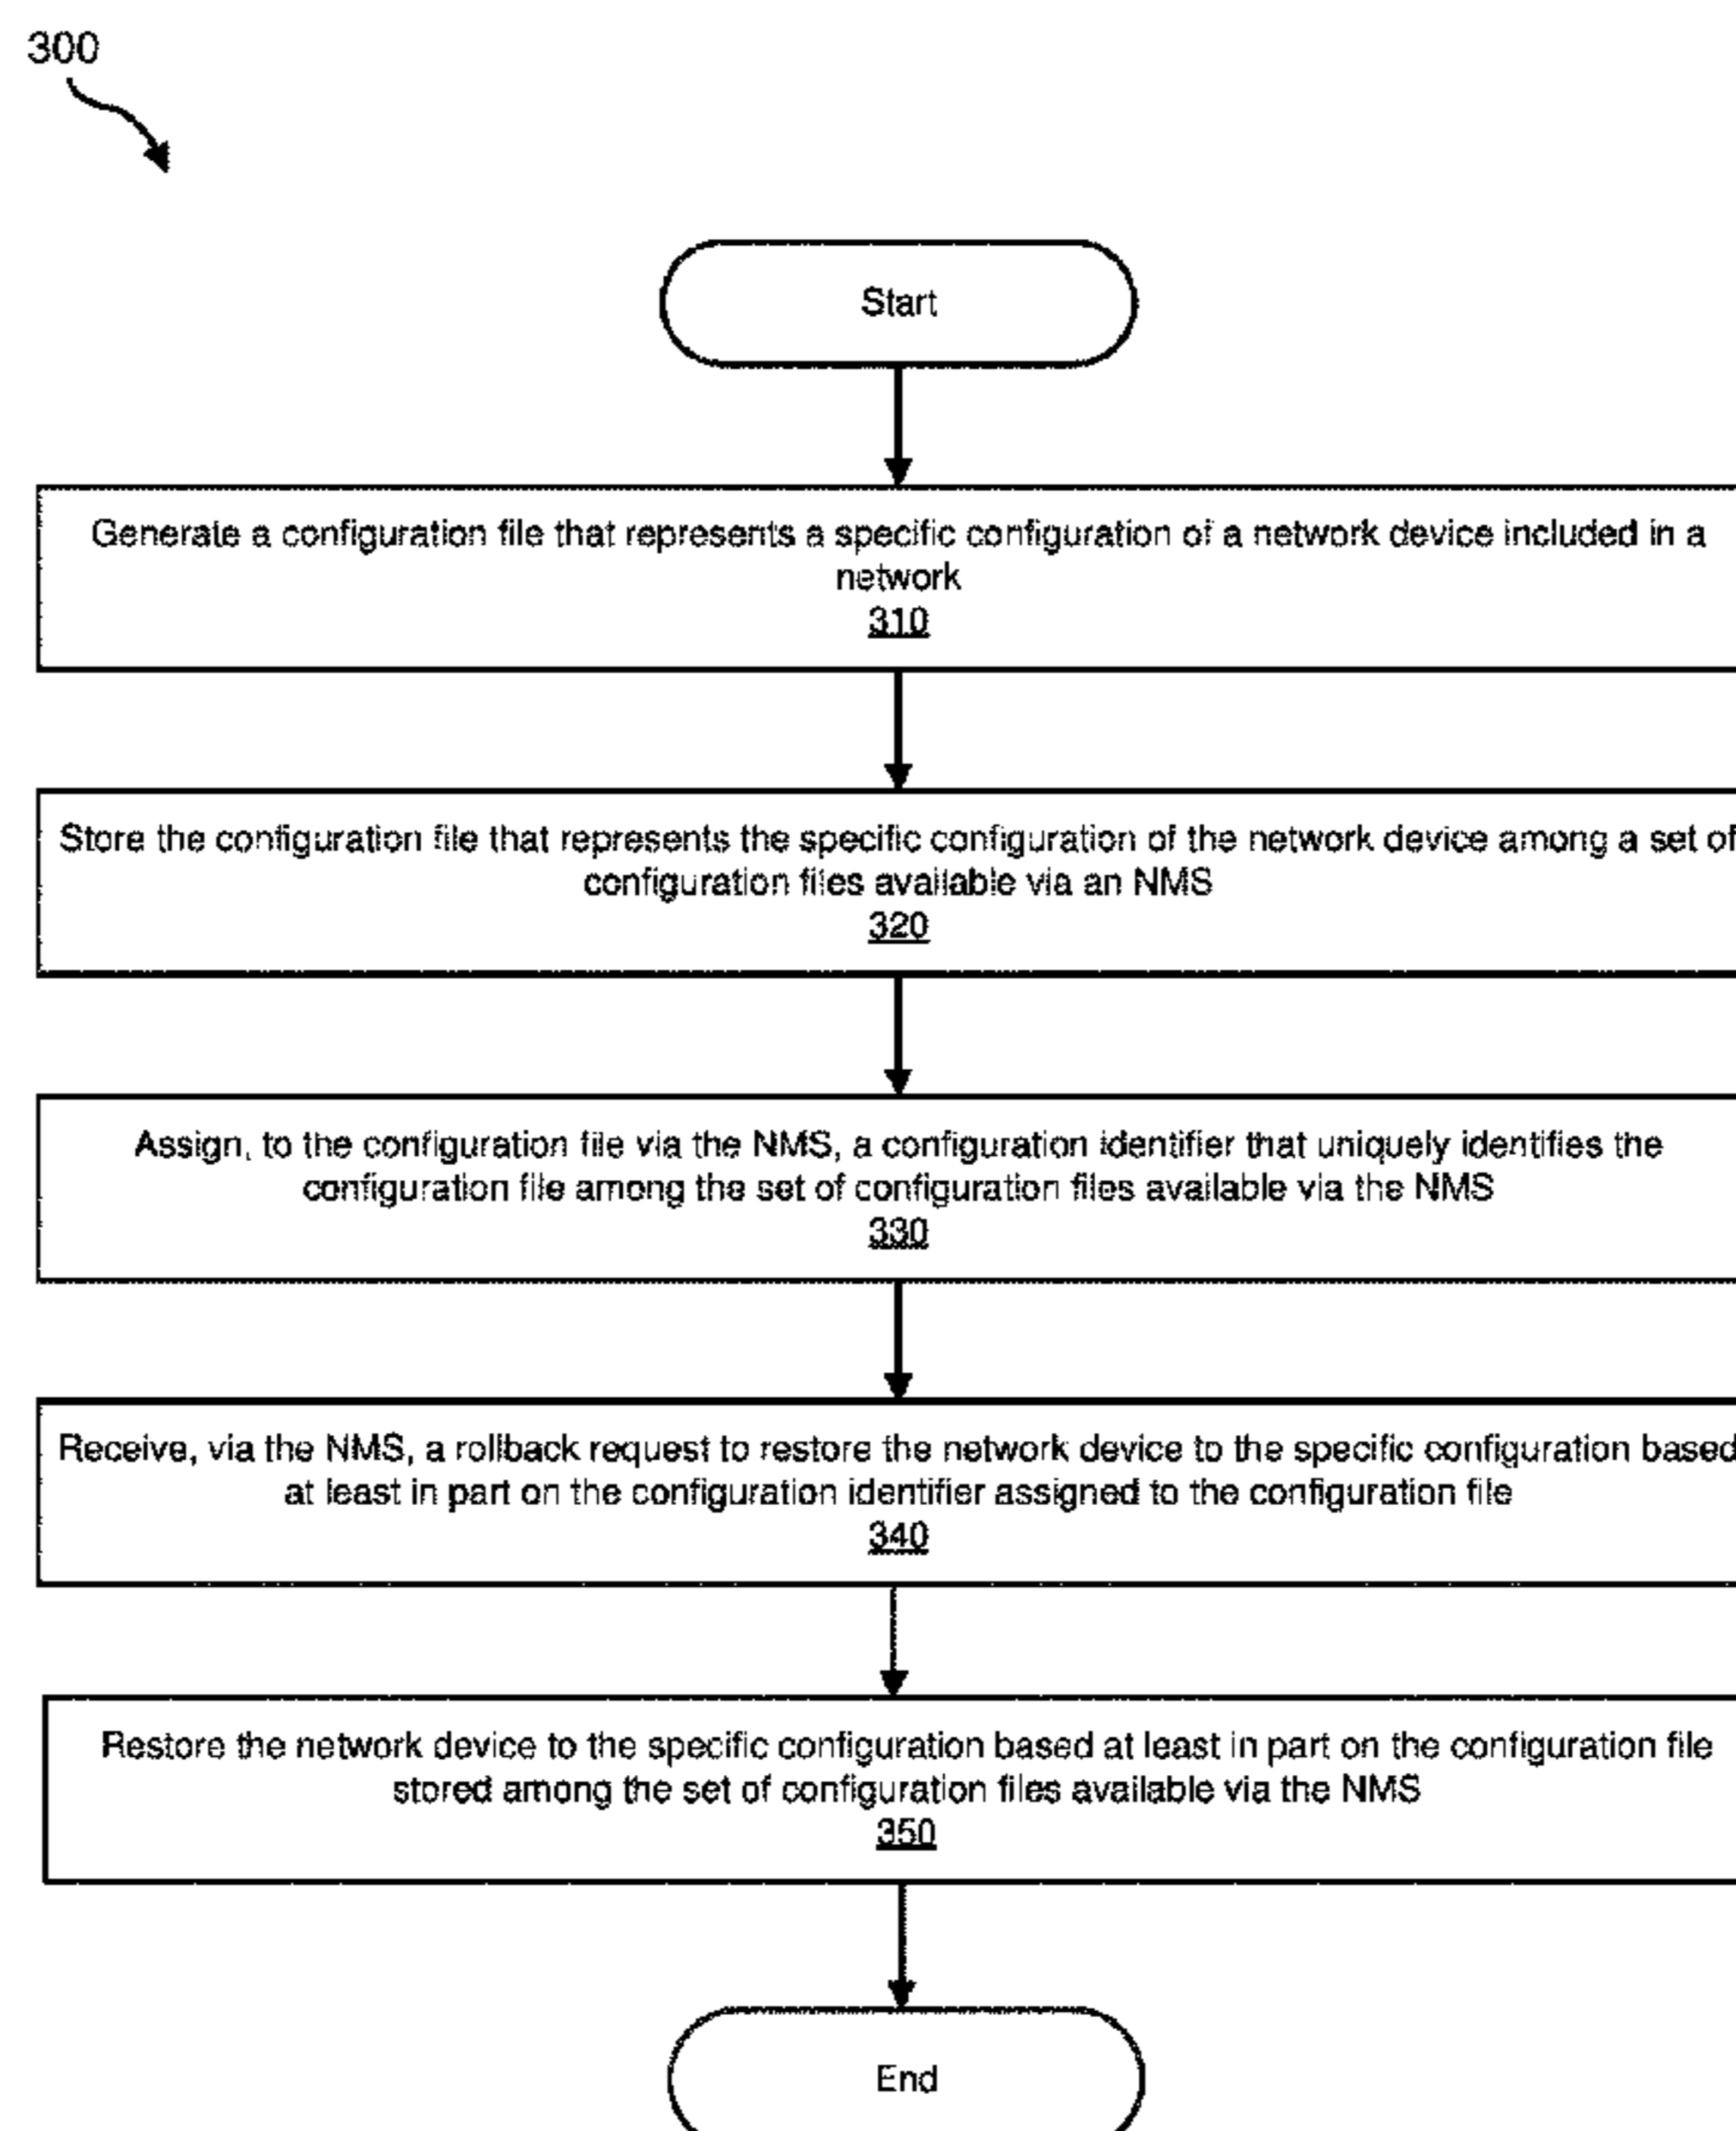 300
Start
Generate a configuration file that represents a specific configuration of a network device included in a
network
310
Store the configuration file that represents the specific configuration of the network device among a set of
configuration files available via an NMS
320
Assign, to the configuration file via the NMS, a configuration identifier that uniquely identifies the
configuration file among the set of configuration files available via the NMS
330
Receive, via the NMS, a rollback request to restore the network device to the specific configuration based
at least in part on the configuration identifier assigned to the configuration file
340
Restore the network device to the specific configuration based at least in part on the configuration file
stored among the set of configuration files available via the NMS
350
End